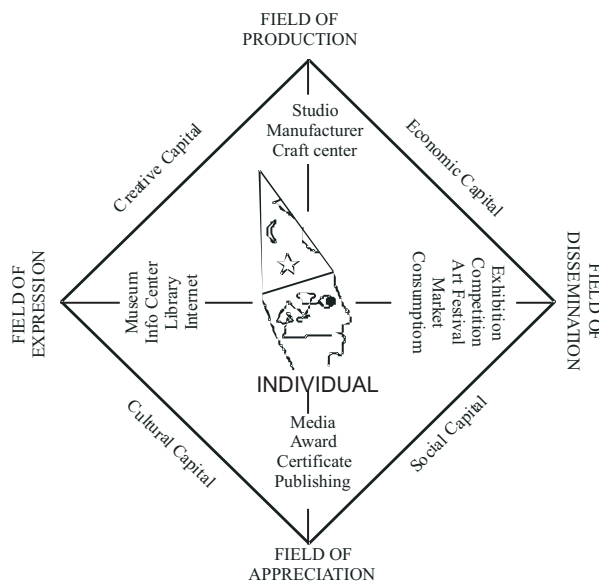 FIELD OF
PRODUCTION
Studio
Manufacturer
Craft center
Creative Capital
Economic Capital
FIELD OF
EXPRESSION
Museum
Info Center
Library
Internet
Exhibition
Competition
Art Festival
Market
Consumptiom
FIELD OF
DISSEMINATION
INDIVIDUAL
Media
Award
Certificate
Publishing
Cultural Capital
Social Capital
FIELD OF
APPRECIATION